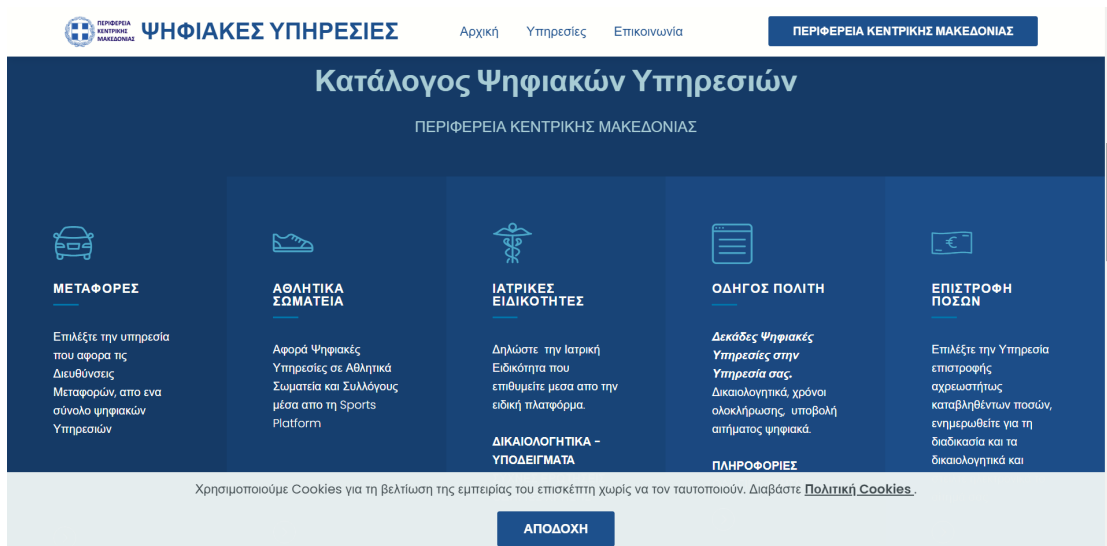 ΠΕΡΙΦΕΡΕΙΑ
ΚΕΝΤΡΙΚΗΣ
ΜΑΚΕΔΟΝΙΑΣ
ΨΗΦΙΑΚΕΣ ΥΠΗΡΕΣΙΕΣ
Αρχική Υπηρεσίες Επικοινωνία
ΠΕΡΙΦΕΡΕΙΑ ΚΕΝΤΡΙΚΗΣ ΜΑΚΕΔΟΝΙΑΣ
Κατάλογος Ψηφιακών Υπηρεσιών
ΠΕΡΙΦΕΡΕΙΑ ΚΕΝΤΡΙΚΗΣ ΜΑΚΕΔΟΝΙΑΣ
ΜΕΤΑΦΟΡΕΣ
Επιλέξτε την υπηρεσία
που αφορα τις
Διευθύνσεις
Μεταφορών, απο ενα
σύνολο ψηφιακών
Υπηρεσιών
ΑΘΛΗΤΙΚΑ
ΣΩΜΑΤΕΙΑ
Αφορά Ψηφιακές
Υπηρεσίες σε Αθλητικά
Σωματεία και Συλλόγους
μέσα απο τη Sports
Platform
ΙΑΤΡΙΚΕΣ
ΕΙΔΙΚΟΤΗΤΕΣ
Δηλώστε την Ιατρική
Ειδικότητα που
επιθυμείτε μεσα απο την
ειδική πλατφόρμα.
ΔΙΚΑΙΟΛΟΓΗΤΙΚΑ –
ΥΠΟΔΕΙΓΜΑΤΑ
ΟΔΗΓΟΣ ΠΟΛΙΤΗ
Δεκάδες Ψηφιακές
Υπηρεσίες στην
Υπηρεσία σας.
Δικαιολογητικά, χρόνοι
ολοκλήρωσης, υποβολή
αιτήματος ψηφιακά.
ΠΛΗΡΟΦΟΡΙΕΣ
ΕΠΙΣΤΡΟΦΗ
ΠΟΣΩΝ
Επιλέξτε την Υπηρεσία
επιστροφής
αχρεωστήτως
καταβληθέντων ποσών,
ενημερωθείτε για τη
διαδικασία και τα
δικαιολογητικά και
Χρησιμοποιούμε Cookies για τη βελτίωση της εμπειρίας του επισκέπτη χωρίς να τον ταυτοποιούν. Διαβάστε Πολιτική Cookies .
ΑΠΟΔΟΧΗ